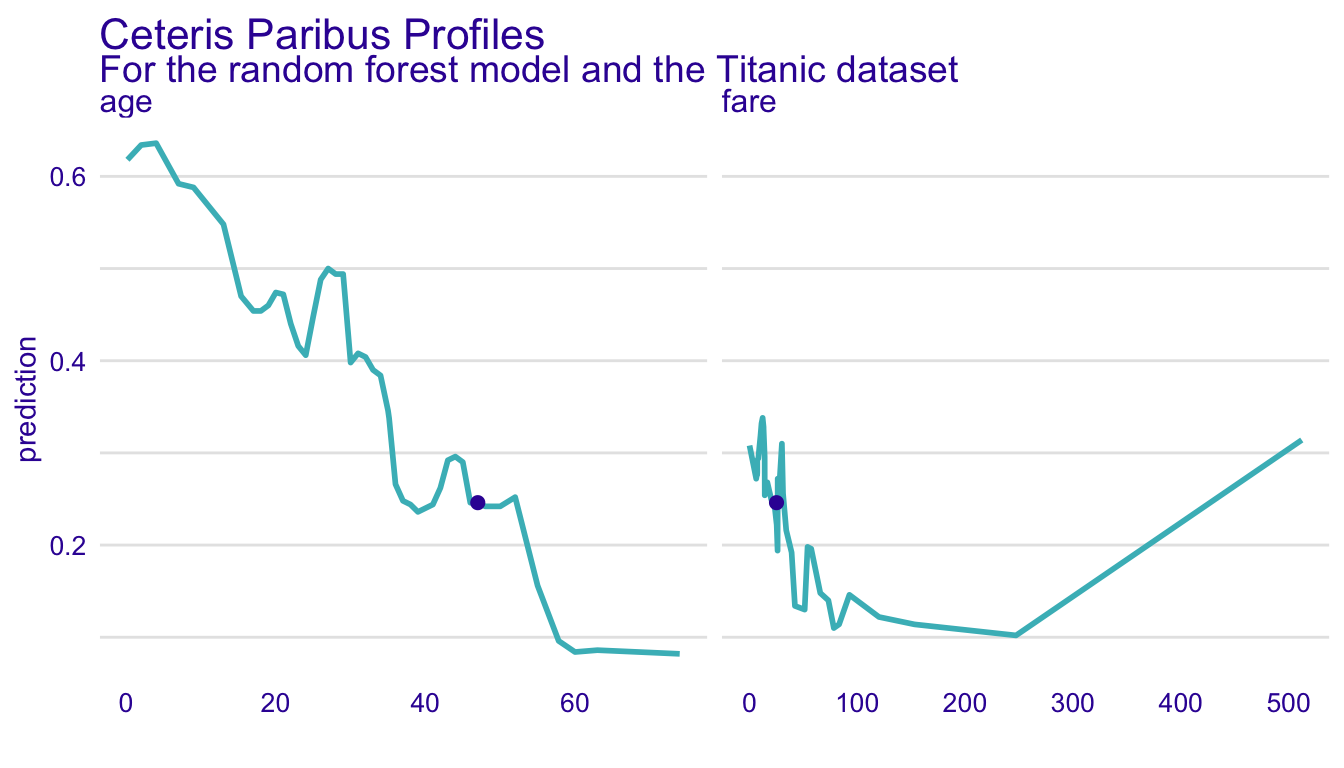 Ceteris Paribus Profiles
For the random forest model and the Titanic dataset
age
fare
prediction
0.6
0.4
0.2
0 20 40 60
0 100 200 300 400 500